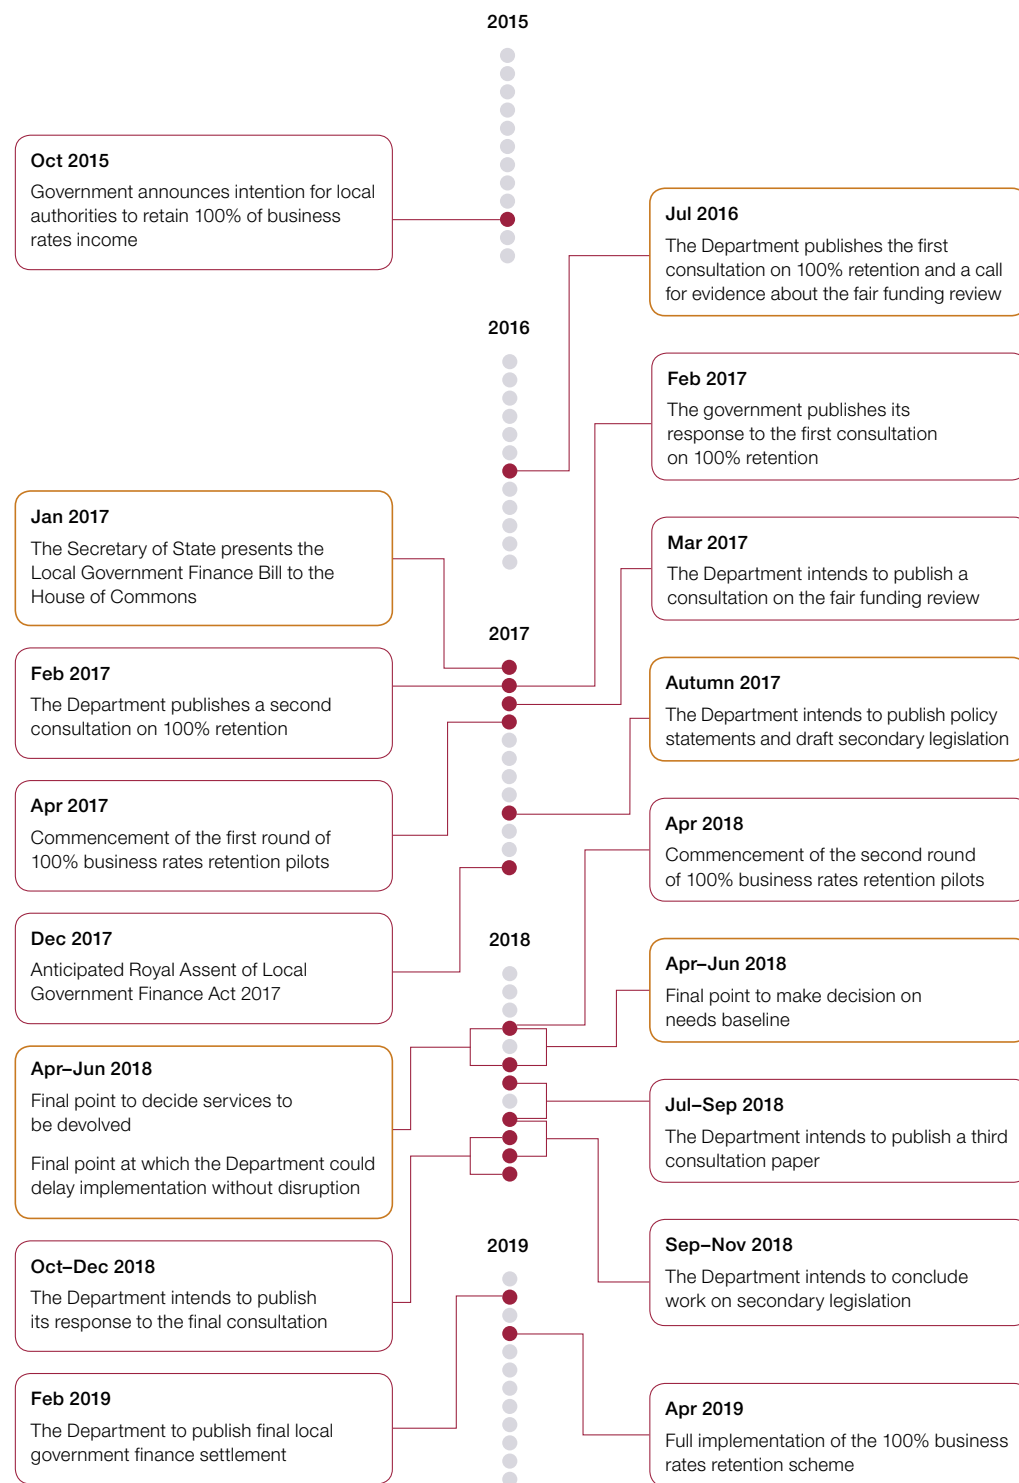 2015
Oct 2015
Government announces intention for local
authorities to retain 100% of business
rates income
Jul 2016
The Department publishes the first
consultation on 100% retention and a call
for evidence about the fair funding review
2016
Feb 2017
The government publishes its
response to the first consultation
on 100% retention
Jan 2017
The Secretary of State presents the
Local Government Finance Bill to the
House of Commons
Mar 2017
The Department intends to publish a
consultation on the fair funding review
2017
Feb 2017
The Department publishes a second
consultation on 100% retention
Autumn 2017
The Department intends to publish policy
statements and draft secondary legislation
Apr 2017
Commencement of the first round of
100% business rates retention pilots
Apr 2018
Commencement of the second round
of 100% business rates retention pilots
Dec 2017
Anticipated Royal Assent of Local
Government Finance Act 2017
2018
Apr–Jun 2018
Final point to make decision on
needs baseline
Apr–Jun 2018
Final point to decide services to
be devolved
Final point at which the Department could
delay implementation without disruption
Jul–Sep 2018
The Department intends to publish a third
consultation paper
Oct–Dec 2018
The Department intends to publish
its response to the final consultation
2019
Sep–Nov 2018
The Department intends to conclude
work on secondary legislation
Feb 2019
The Department to publish final local
government finance settlement
Apr 2019
Full implementation of the 100% business
rates retention scheme